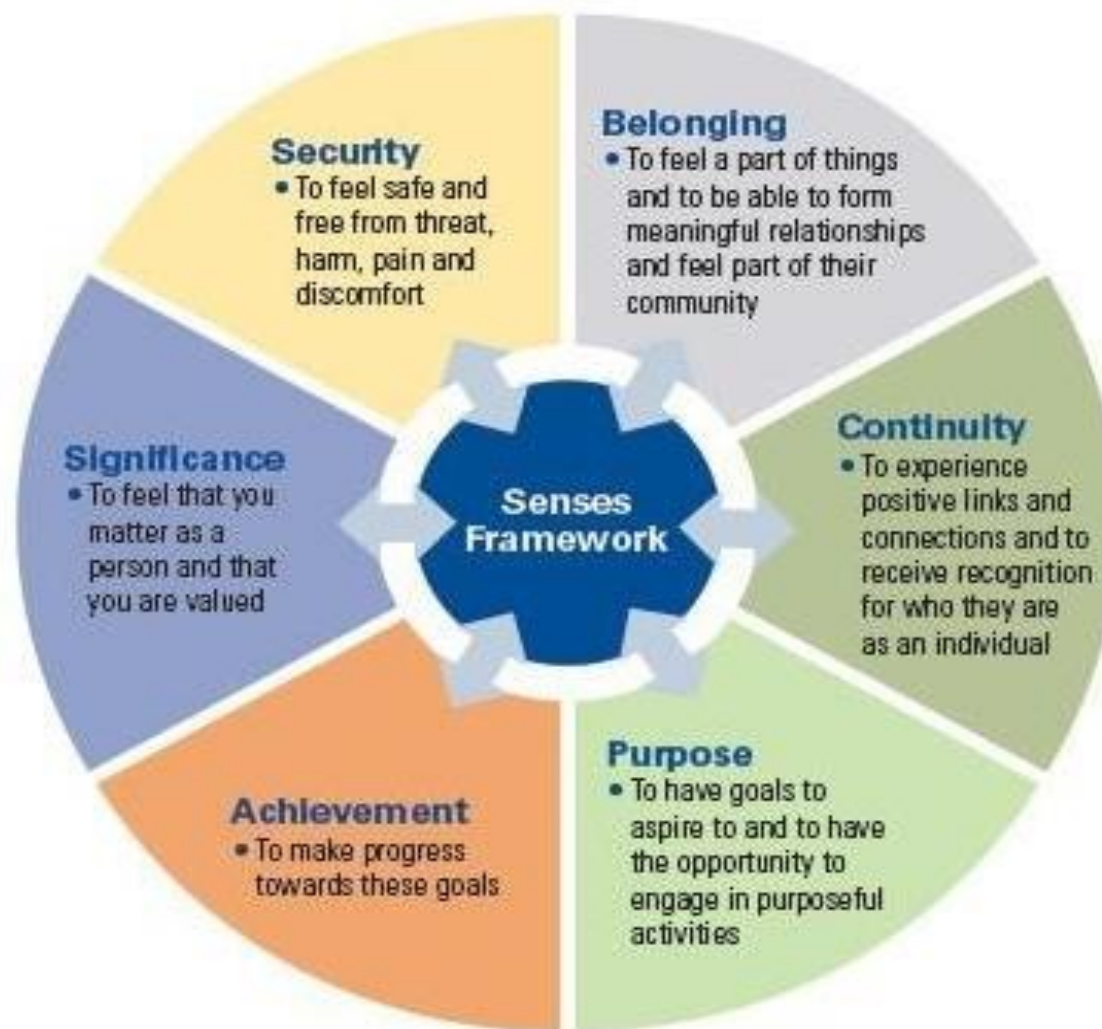 Security
• To feel safe and
free from threat,
harm, pain and
discomfort
Belonging
• To feel a part of things
and to be able to form
meaningful relationships
and feel part of their
community
Continuity
• To experience
positive links and
connections and to
receive recognition
for who they are
as an individual
Purpose
• To have goals to
aspire to and to have
the opportunity to
engage in purposeful
activities
Achievement
• To make progress
towards these goals
Significance
• To feel that you
matter as a
person and that
you are valued
Senses
Framework